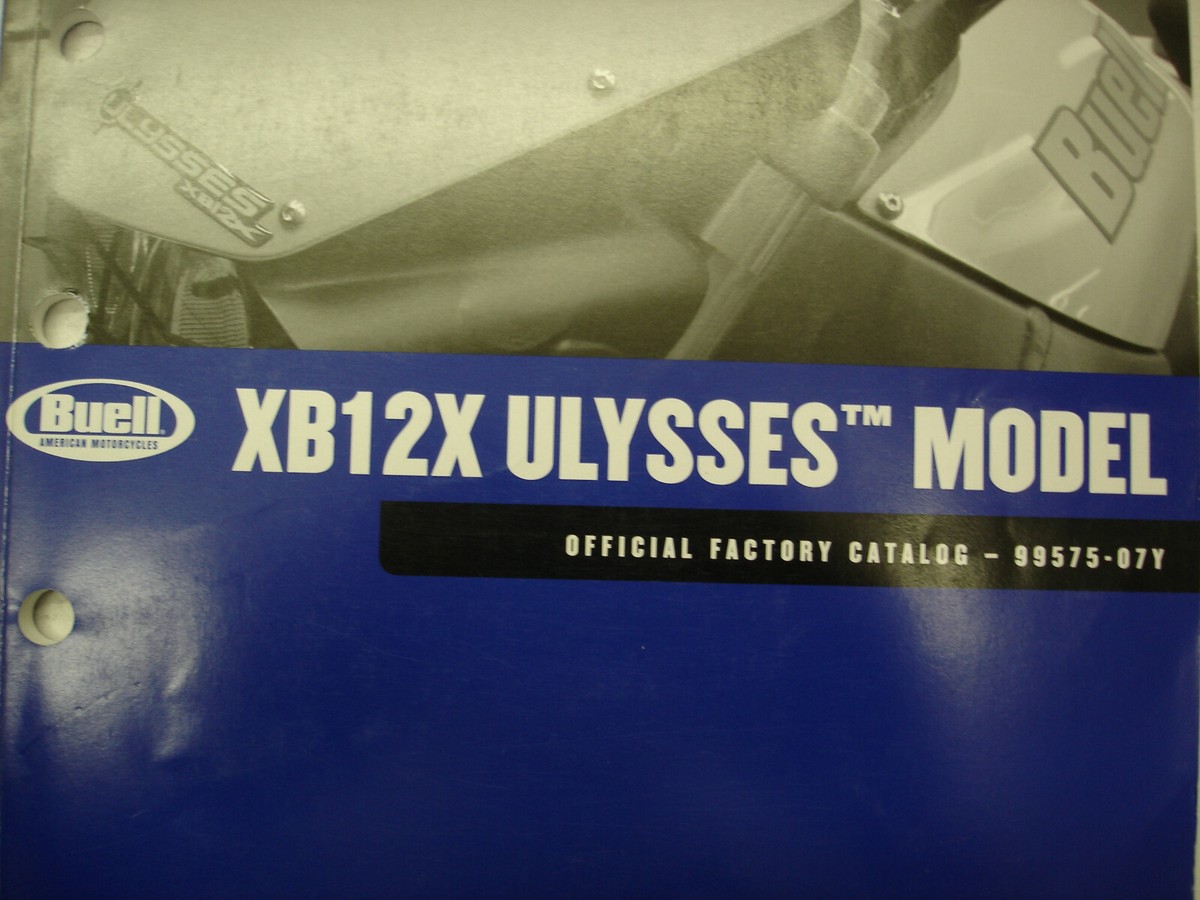 ULYSSES
XB12X
Buell
Buell
AMERICAN MOTORCYCLES
XB12X ULYSSES™ MODEL
OFFICIAL FACTORY CATALOG – 99575-07Y